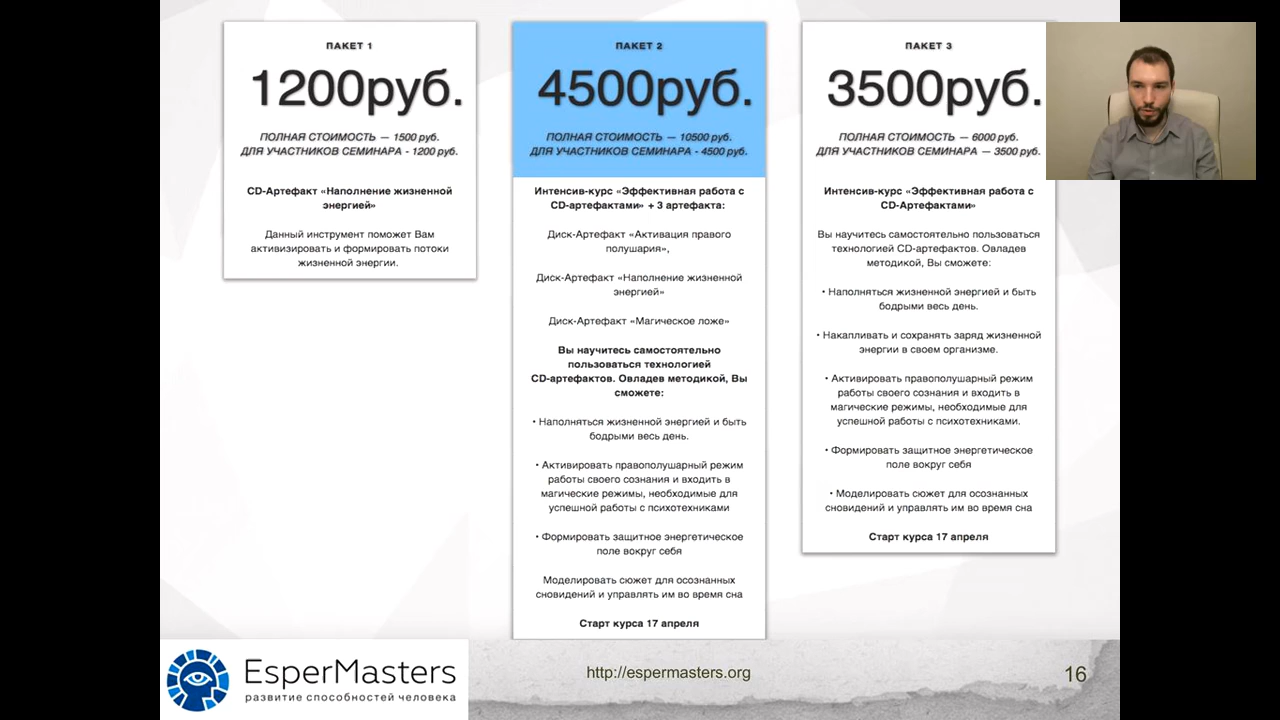 ПАКЕТ 1
1200руб.
ПОЛНАЯ СТОИМОСТЬ — 1500 руб.
ДЛЯ УЧАСТНИКОВ СЕМИНАРА - 1200 руб.
CD-Артефакт «Наполнение жизненной
энергией»
Данный инструмент поможет Вам
активизировать и формировать потоки
жизненной энергии.
ПАКЕТ 2
4500руб.
ПОЛНАЯ СТОИМОСТЬ — 10500 руб.
ДЛЯ УЧАСТНИКОВ СЕМИНАРА - 4500 руб.
Интенсив-курс «Эффективная работа с
CD-артефактами» + 3 артефакта:
Диск-Артефакт «Активация правого
полушария»,
Диск-Артефакт «Наполнение жизненной
энергией»
Диск-Артефакт «Магическое ложе»
Вы научитесь самостоятельно
пользоваться технологией
CD-артефактов. Овладев методикой, Вы
сможете:
• Наполняться жизненной энергией и быть
бодрыми весь день.
• Активировать правополушарный режим
работы своего сознания и входить в
магические режимы, необходимые для
успешной работы с психотехниками
• Формировать защитное энергетическое
поле вокруг себя
Моделировать сюжет для осознанных
сновидений и управлять им во время сна
Старт курса 17 апреля
ПАКЕТ 3
3500руб.
ПОЛНАЯ СТОИМОСТЬ — 6000 руб.
ДЛЯ УЧАСТНИКОВ СЕМИНАРА — 3500 руб.
Интенсив-курс «Эффективная работа с
CD-Артефактами»
Вы научитесь самостоятельно пользоваться
технологией CD-артефактов. Овладев
методикой, Вы сможете:
• Наполняться жизненной энергией и быть
бодрыми весь день.
• Накапливать и сохранять заряд жизненной
энергии в своем организме.
• Активировать правополушарный режим
работы своего сознания и входить в
магические режимы, необходимые для
успешной работы с психотехниками.
• Формировать защитное энергетическое
поле вокруг себя
• Моделировать сюжет для осознанных
сновидений и управлять им во время сна
Старт курса 17 апреля
EsperMasters
развитие способностей человека
http://espermasters.org
16